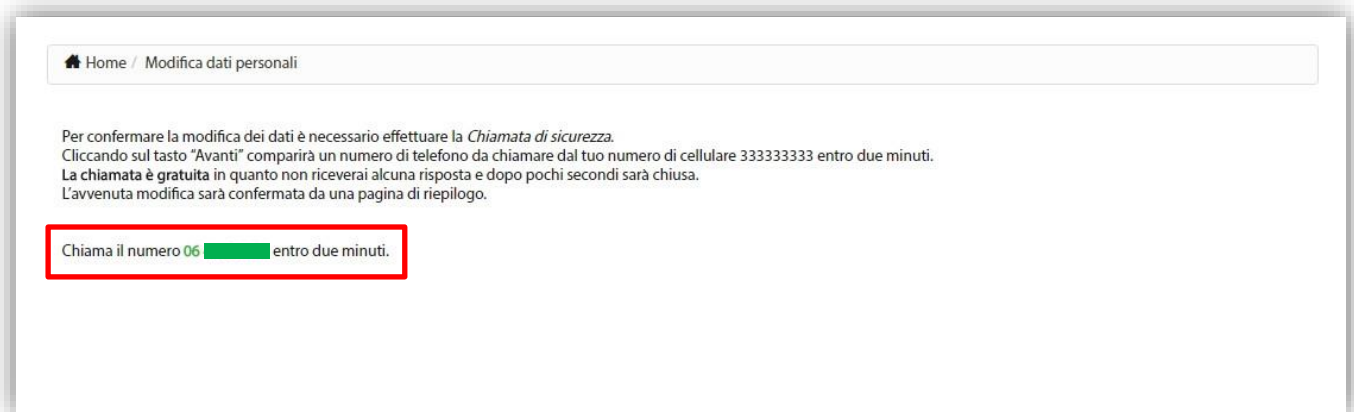 Home / Modifica dati personali
Per confermare la modifica dei dati è necessario effettuare la Chiamata di sicurezza.
Cliccando sul tasto “Avanti” comparirà un numero di telefono da chiamare dal tuo numero di cellulare 333333333 entro due minuti.
La chiamata è gratuita in quanto non riceverai alcuna risposta e dopo pochi secondi sarà chiusa.
L’avvenuta modifica sarà confermata da una pagina di riepilogo.
Chiama il numero 06 entro due minuti.